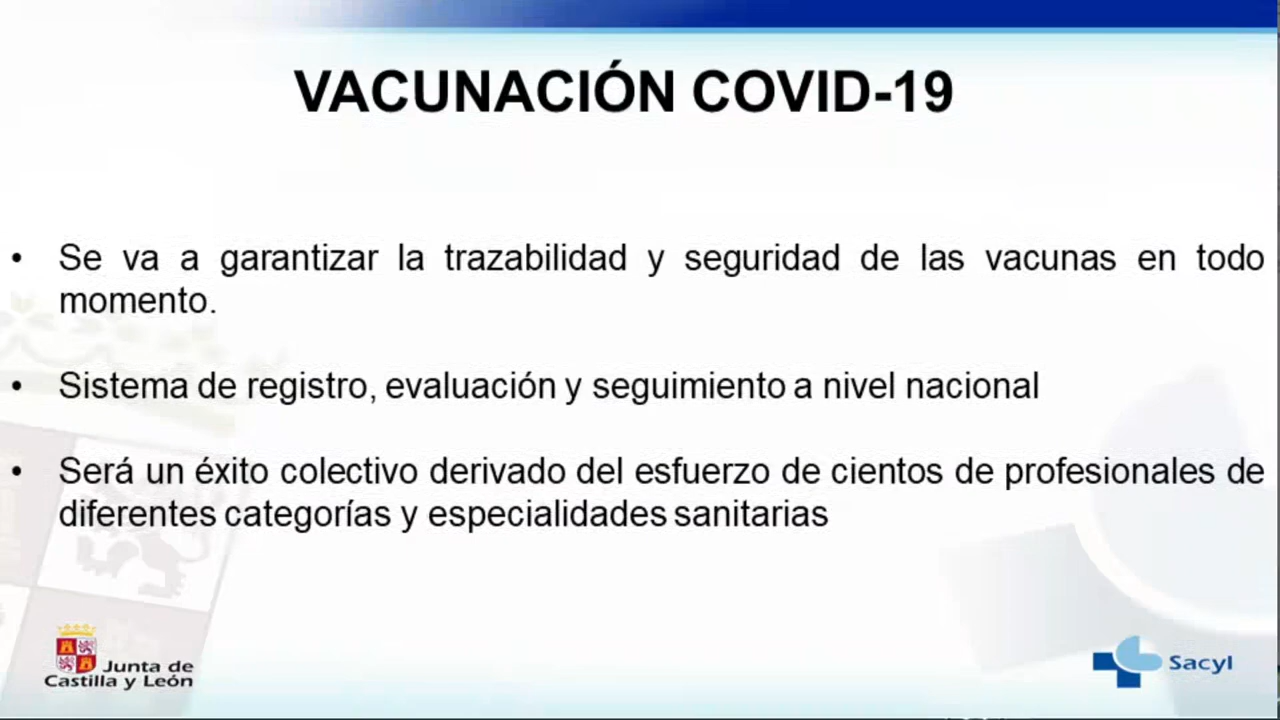 VACUNACIÓN COVID-19
• Se va a garantizar la trazabilidad y seguridad de las vacunas en todo
momento.
• Sistema de registro, evaluación y seguimiento a nivel nacional
• Será un éxito colectivo derivado del esfuerzo de cientos de profesionales de
diferentes categorías y especialidades sanitarias
Junta de
Castilla y León
Sacyl